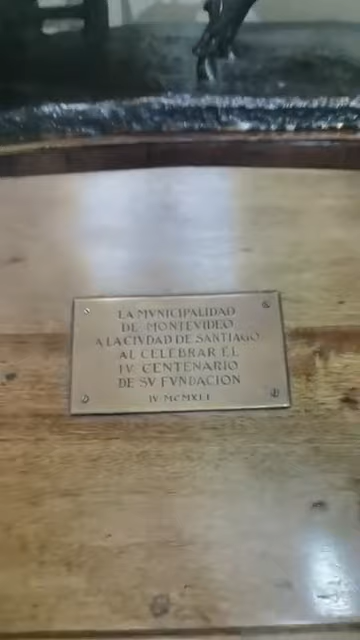 LA MVNICIPALIDAD
DE MONTEVIDEO
A LA CIVDAD DE SANTIAGO
AL CELEBRAR EL
IV CENTENARIO
DE SV FVNDACION
IV MCMXLI